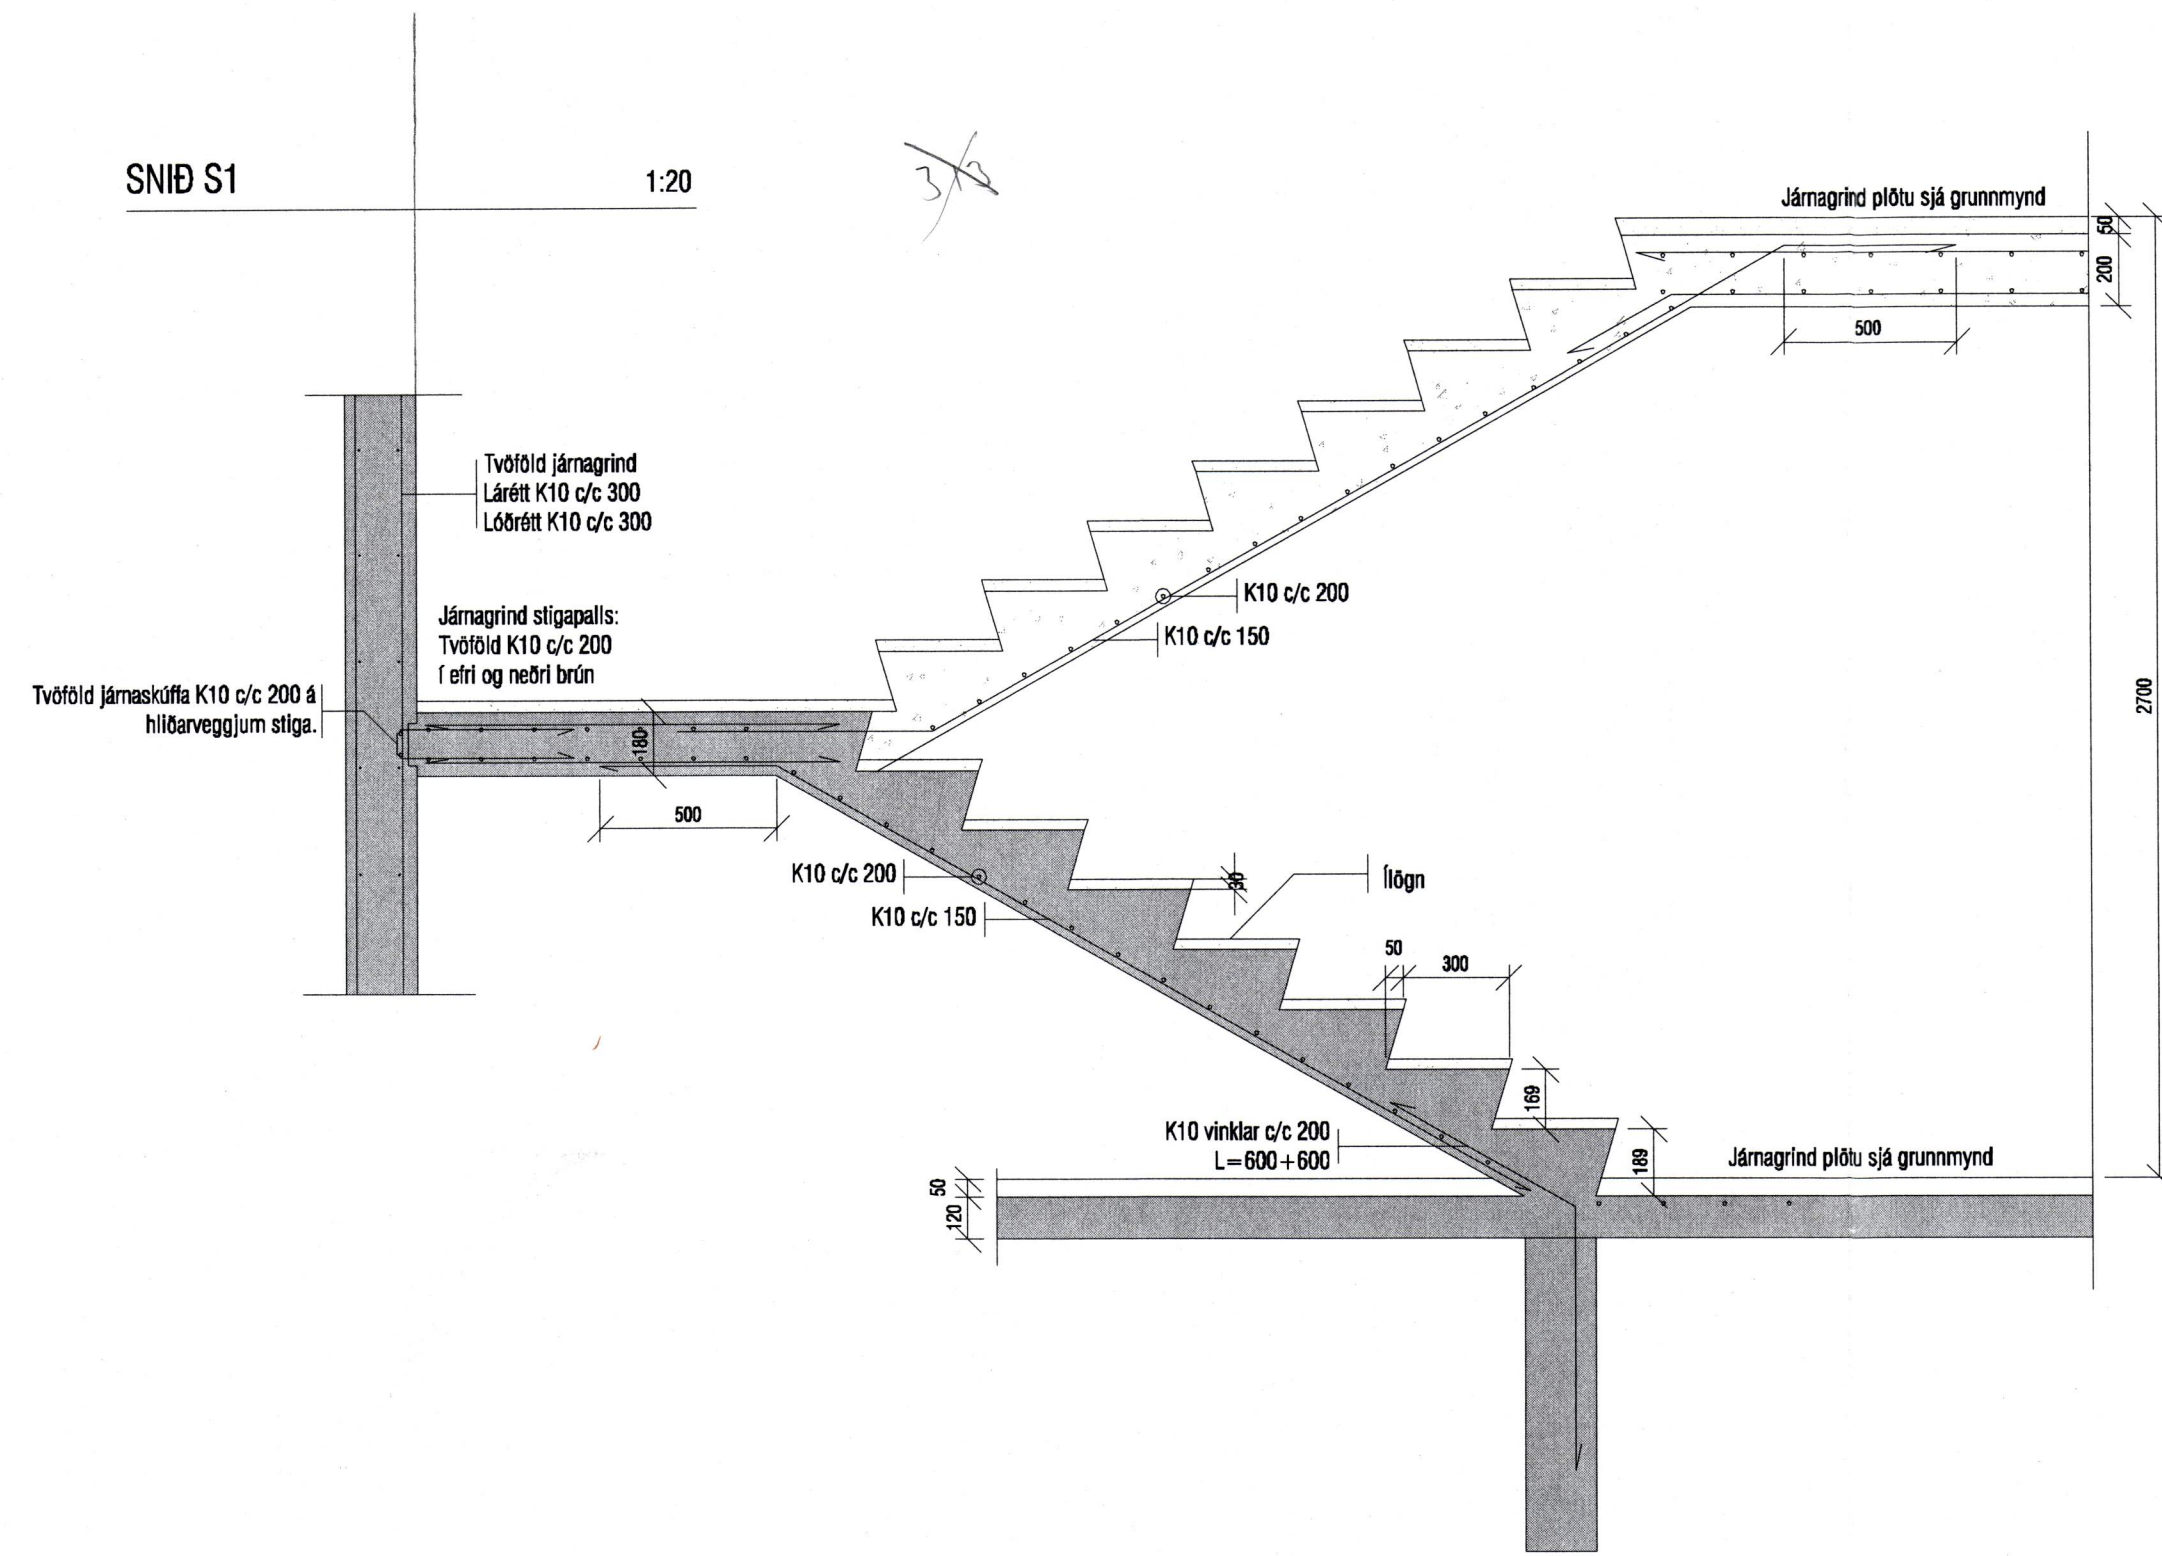 SNIÐ S1
1:20
3 13
Járnagrind plötu sjá grunnmynd
50
200
500
2700
Tvöföld járnagrind
Lárétt K10 c/c 300
Lóðrétt K10 c/c 300
K10 c/c 200
K10 c/c 150
Járnagrind stigapalls:
Tvöföld K10 c/c 200
í efri og neðri brún
Tvöföld járnaskúffa K10 c/c 200 á
hliðarveggjum stiga.
180
500
K10 c/c 200
K10 c/c 150
30
Ílögn
50
300
169
189
K10 vinklar c/c 200
L=600+600
Járnagrind plötu sjá grunnmynd
50
120